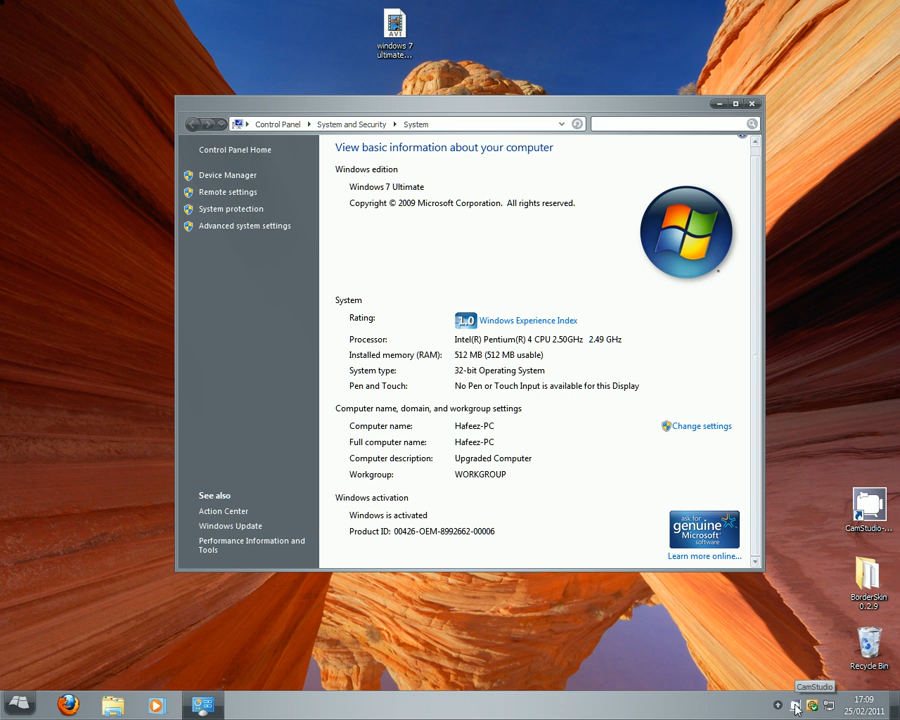 AVI
windows 7
ultimate...
Control Panel
System and Security
System
Control Panel Home
Device Manager
Remote settings
System protection
Advanced system settings
See also
Action Center
Windows Update
Performance Information and
Tools
View basic information about your computer
Windows edition
Windows 7 Ultimate
Copyright © 2009 Microsoft Corporation. All rights reserved.
System
Rating: 1.0 Windows Experience Index
Processor: Intel(R) Pentium(R) 4 CPU 2.50GHz 2.49 GHz
Installed memory (RAM): 512 MB (512 MB usable)
System type: 32-bit Operating System
Pen and Touch: No Pen or Touch Input is available for this Display
Computer name, domain, and workgroup settings
Computer name: Hafeez-PC
Change settings
Full computer name: Hafeez-PC
Computer description: Upgraded Computer
Workgroup: WORKGROUP
Windows activation
Windows is activated
Product ID: 00426-OEM-8992662-00006
ask for
genuine
Microsoft
software
Learn more online...
CamStudio-...
BorderSkin
0.2.9
Recycle Bin
CamStudio
17:09
25/02/2011